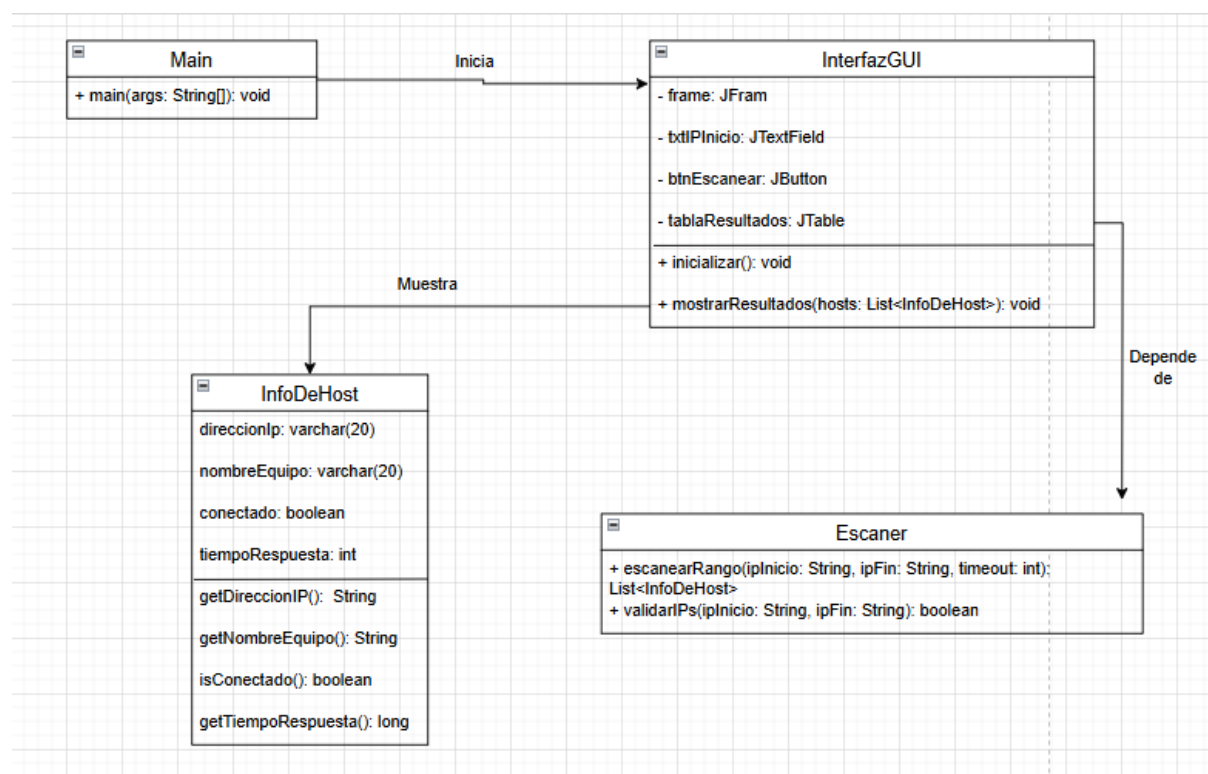 Main
+ main(args: String[]): void
Inicia
InterfazGUI
- frame: JFram
- txtIPInicio: JTextField
- btnEscanear: JButton
- tablaResultados: JTable
+ inicializar(): void
+ mostrarResultados(hosts: List<InfoDeHost>): void
Muestra
Depende
de
InfoDeHost
direccionIp: varchar(20)
nombreEquipo: varchar(20)
conectado: boolean
tiempoRespuesta: int
getDireccionIP(): String
getNombreEquipo(): String
isConectado(): boolean
getTiempoRespuesta(): long
Escaner
+ escanearRango(ipInicio: String, ipFin: String, timeout: int):
List<InfoDeHost>
+ validarIPs(ipInicio: String, ipFin: String): boolean